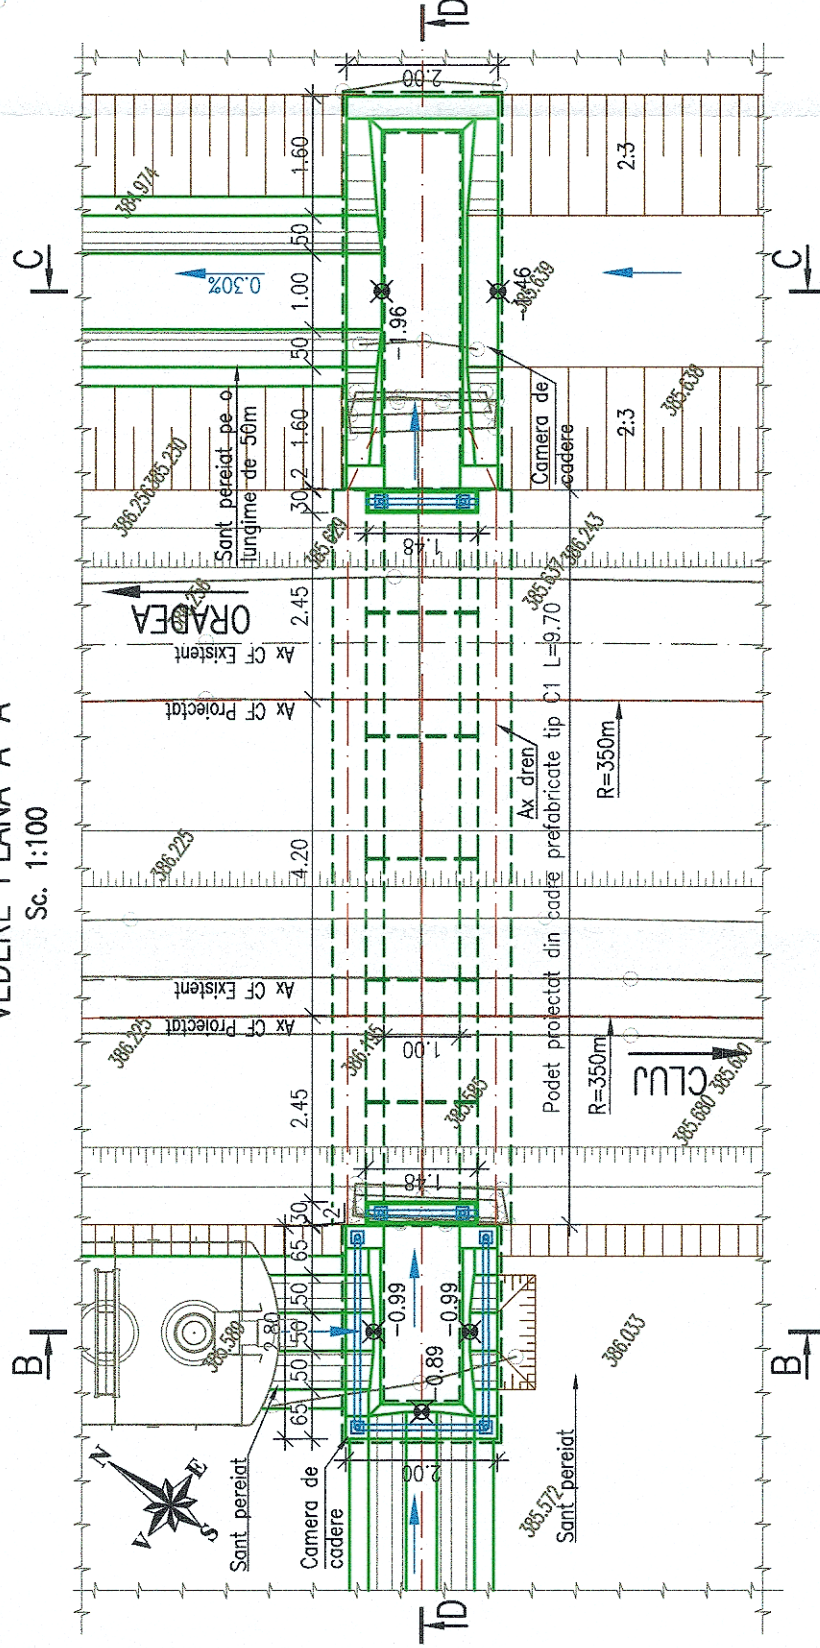 VEDERE PLANA A-A
Sc. 1:100
D
D
C
C
B
B
2.00
1.60
50
1.00
50
1.60
2
30
2.45
4.20
2.45
30
2
65
50
50
50
65
2.80
2.00
1.48
1.48
1.00
384.974
0.30%
-1.96
-1.46
385.639
2:3
2:3
385.638
386.256
385.230
Sant pereiat pe o
lungime de 50m
Camera de
cadere
385.629
385.637
386.243
386.256
ORADEA
Ax CF Existent
Ax CF Proiectat
Ax dren
R=350m
Podet proiectat din cadre prefabricate tip C1 L=9.70
386.225
Ax CF Existent
Ax CF Proiectat
386.225
386.195
385.585
R=350m
CLUJ
385.680
385.680
385.589
-0.99
-0.99
-0.89
386.033
N
E
S
V
Sant pereiat
Camera de
cadere
385.572
Sant pereiat